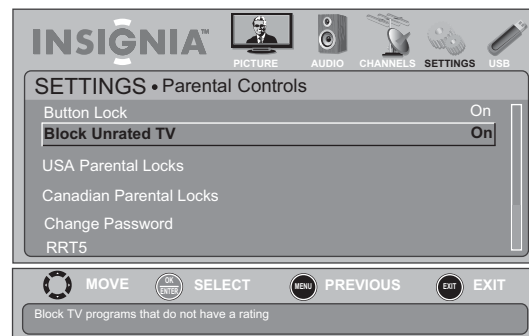 INSIGNIA™
PICTURE AUDIO CHANNELS SETTINGS USB
SETTINGS • Parental Controls
Button Lock On
Block Unrated TV On
USA Parental Locks
Canadian Parental Locks
Change Password
RRT5
MOVE OK ENTER SELECT MENU PREVIOUS EXIT EXIT
Block TV programs that do not have a rating